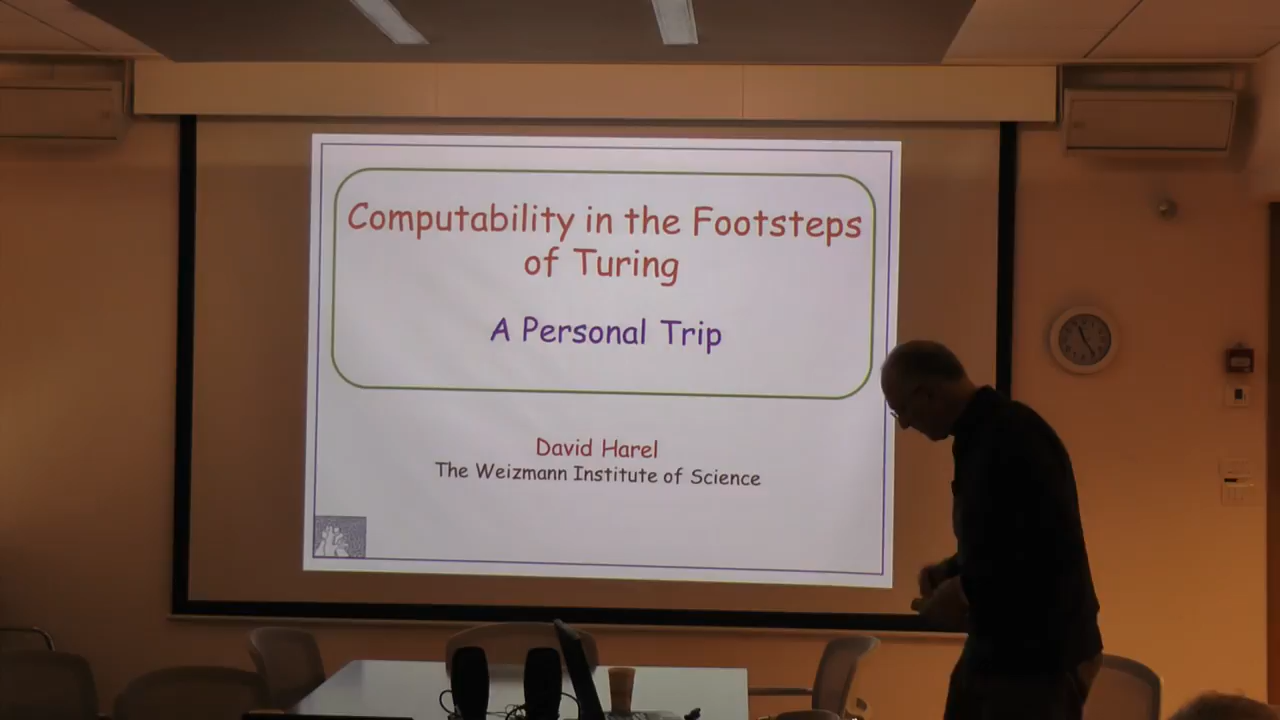 Computability in the Footsteps
of Turing
A Personal Trip
David Harel
The Weizmann Institute of Science